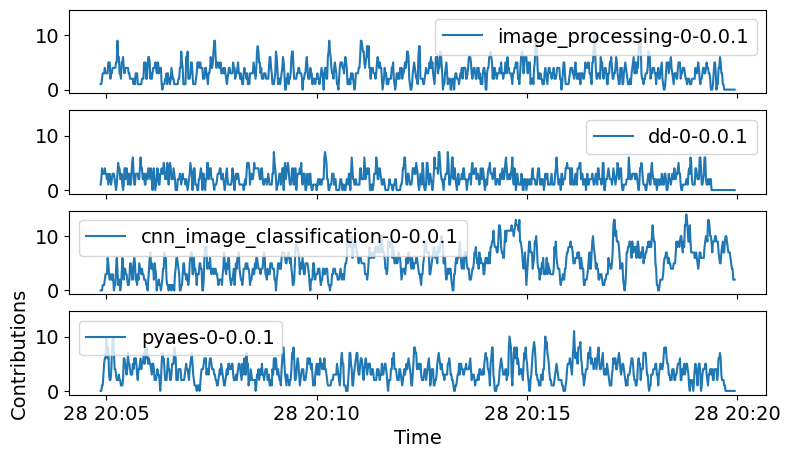 10
0
image_processing-0-0.0.1
10
0
dd-0-0.0.1
10
0
cnn_image_classification-0-0.0.1
10
0
pyaes-0-0.0.1
Contributions
28 20:05 28 20:10 28 20:15 28 20:20
Time